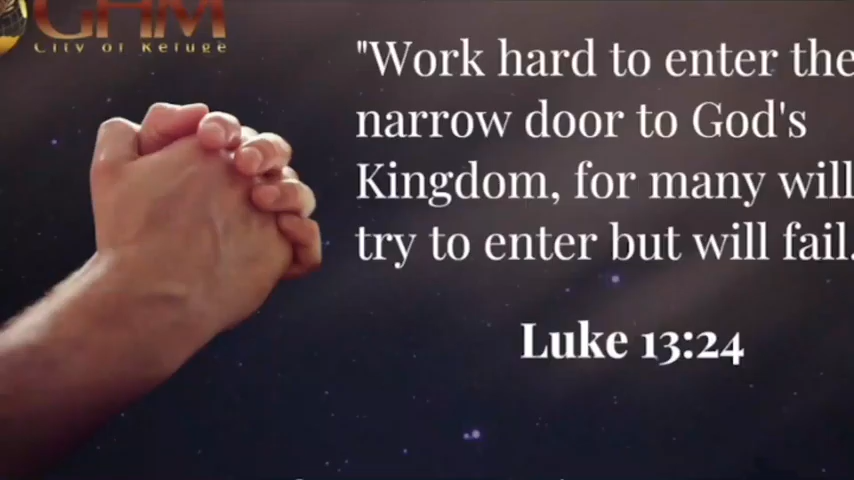 GHM
City of Refuge
"Work hard to enter the
narrow door to God's
Kingdom, for many will
try to enter but will fail.
Luke 13:24